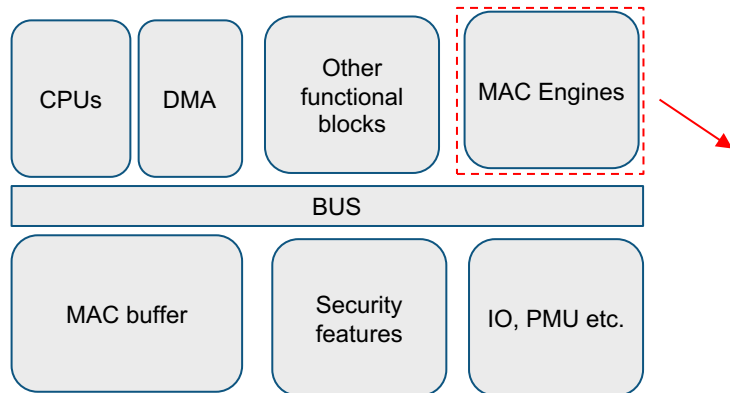 CPUs
DMA
Other
functional
blocks
MAC Engines
BUS
MAC buffer
Security
features
IO, PMU etc.